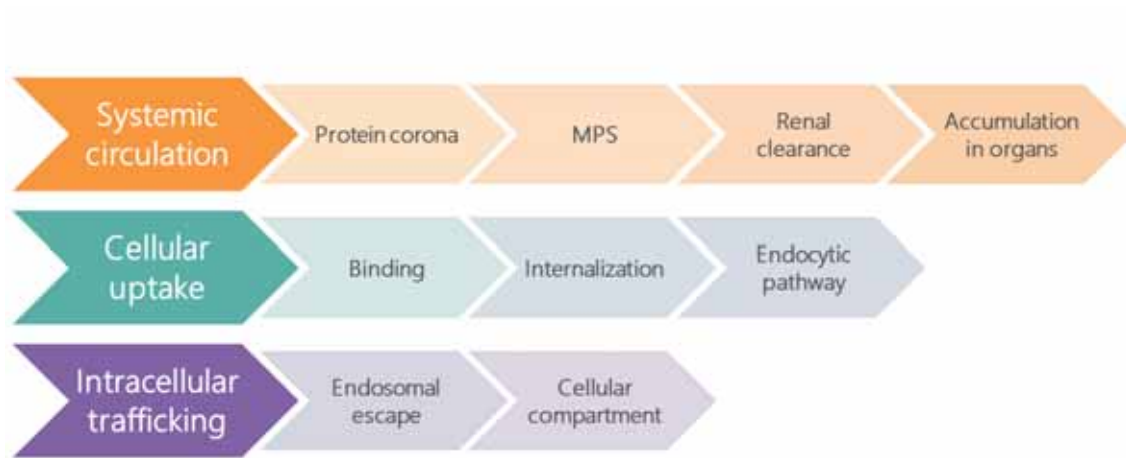 Systemic
circulation
Protein corona
MPS
Renal
clearance
Accumulation
in organs
Cellular
uptake
Binding
Internalization
Endocytic
pathway
Intracellular
trafficking
Endosomal
escape
Cellular
compartment